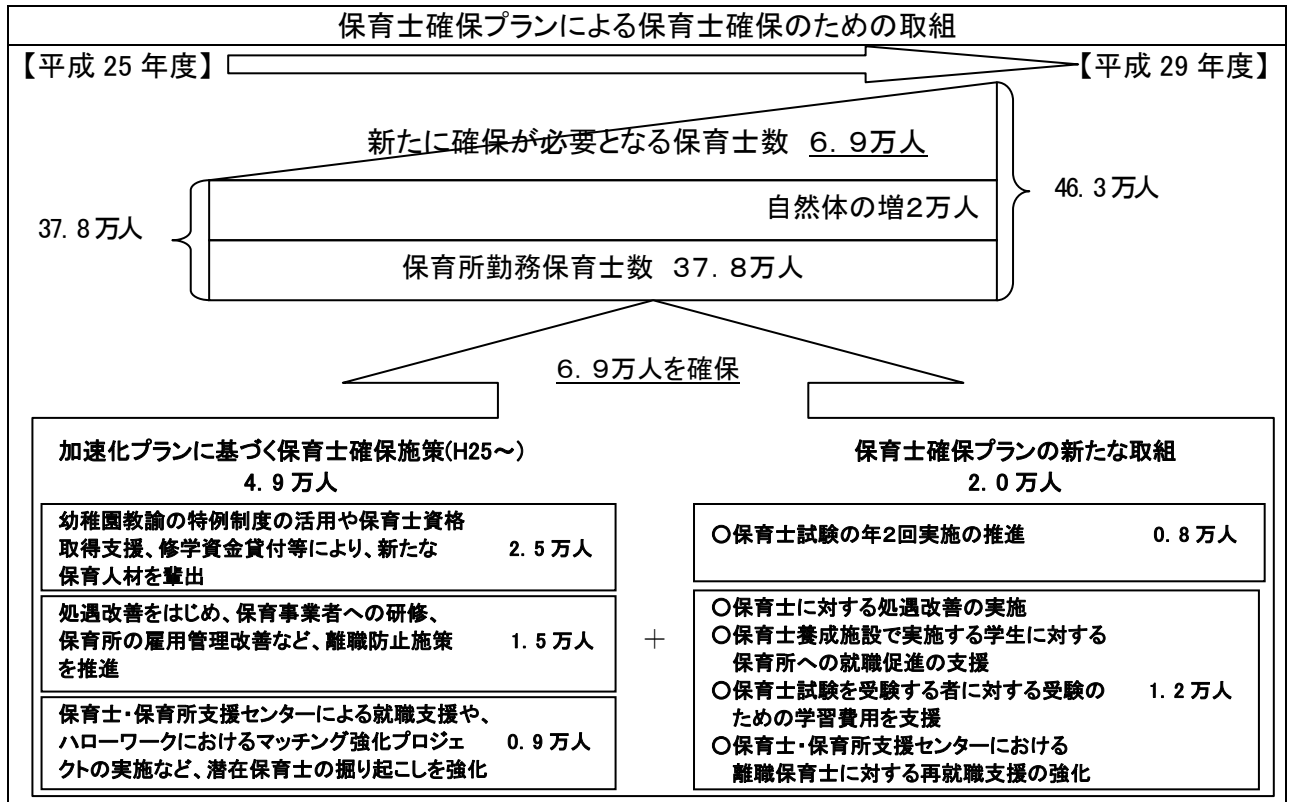 保育士確保プランによる保育士確保のための取組
【平成 25 年度】
【平成 29 年度】
新たに確保が必要となる保育士数 6.9万人
自然体の増2万人
46.3万人
37.8万人
保育所勤務保育士数 37.8万人
6.9万人を確保
加速化プランに基づく保育士確保施策(H25~)
4.9万人
幼稚園教諭の特例制度の活用や保育士資格
取得支援、修学資金貸付等により、新たな 2.5万人
保育人材を輩出
処遇改善をはじめ、保育事業者への研修、
保育所の雇用管理改善など、離職防止施策 1.5万人
を推進
保育士・保育所支援センターによる就職支援や、
ハローワークにおけるマッチング強化プロジェ 0.9万人
クトの実施など、潜在保育士の掘り起こしを強化
+
保育士確保プランの新たな取組
2.0万人
○保育士試験の年2回実施の推進 0.8万人
○保育士に対する処遇改善の実施
○保育士養成施設で実施する学生に対する
保育所への就職促進の支援
○保育士試験を受験する者に対する受験の 1.2万人
ための学習費用を支援
○保育士・保育所支援センターにおける
離職保育士に対する再就職支援の強化